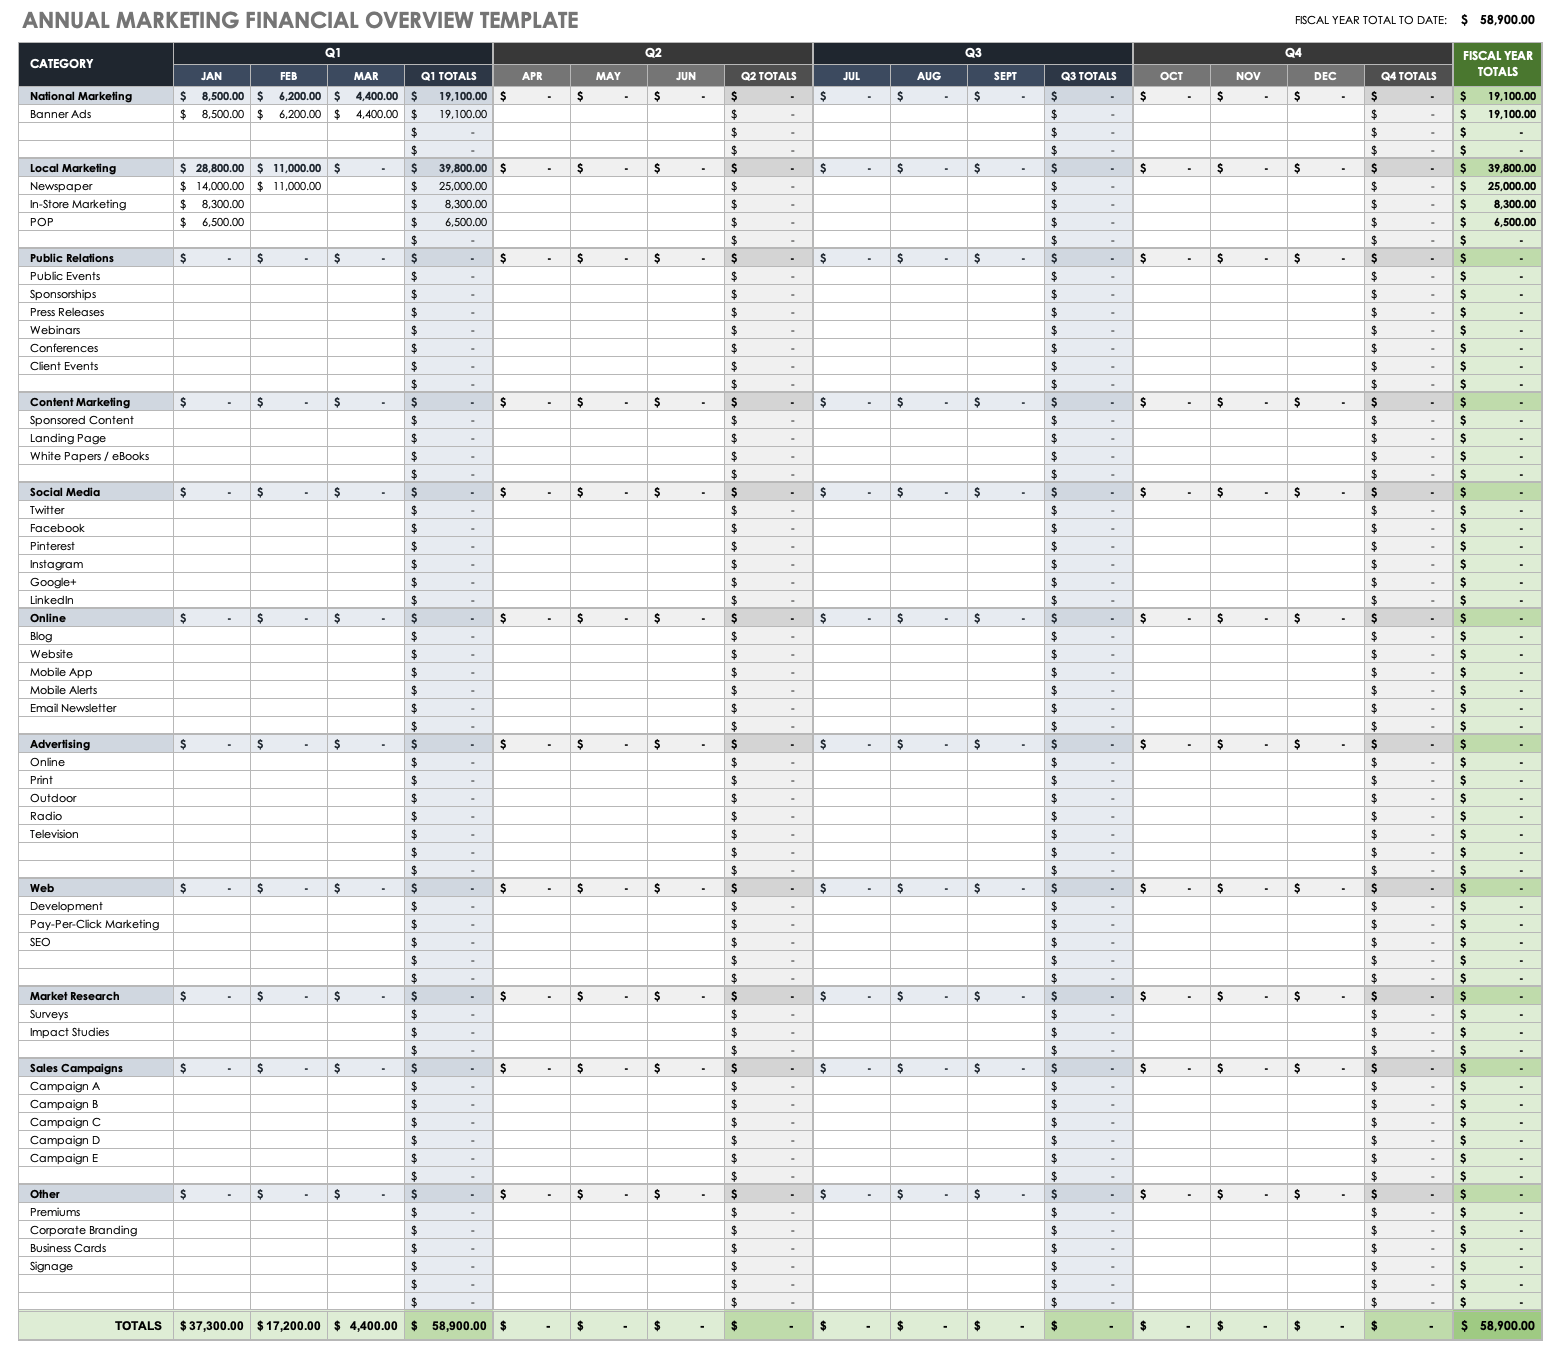 ANNUAL MARKETING FINANCIAL OVERVIEW TEMPLATE FISCAL YEAR TOTAL TO DATE: $ 58,900.00
CATEGORY Q1 Q2 Q3 Q4 FISCAL YEAR TOTALS
JAN FEB MAR Q1 TOTALS APR MAY JUN Q2 TOTALS JUL AUG SEPT Q3 TOTALS OCT NOV DEC Q4 TOTALS
National Marketing $ 8,500.00 $ 6,200.00 $ 4,400.00 $ 19,100.00 $ - $ - $ - $ - $ - $ - $ - $ - $ - $ - $ - $ - $ 19,100.00
Banner Ads $ 8,500.00 $ 6,200.00 $ 4,400.00 $ 19,100.00 $ - $ - $ - $ 19,100.00
$ - $ - $ - $ - $ -
$ - $ - $ - $ - $ -
Local Marketing $ 28,800.00 $ 11,000.00 $ - $ 39,800.00 $ - $ - $ - $ - $ - $ - $ - $ - $ - $ - $ - $ - $ 39,800.00
Newspaper $ 14,000.00 $ 11,000.00 $ 25,000.00 $ - $ - $ - $ 25,000.00
In-Store Marketing $ 8,300.00 $ 8,300.00 $ - $ - $ - $ 8,300.00
POP $ 6,500.00 $ 6,500.00 $ - $ - $ - $ 6,500.00
$ - $ - $ - $ - $ -
Public Relations $ - $ - $ - $ - $ - $ - $ - $ - $ - $ - $ - $ - $ - $ - $ - $ - $ -
Public Events $ - $ - $ - $ - $ -
Sponsorships $ - $ - $ - $ - $ -
Press Releases $ - $ - $ - $ - $ -
Webinars $ - $ - $ - $ - $ -
Conferences $ - $ - $ - $ - $ -
Client Events $ - $ - $ - $ - $ -
$ - $ - $ - $ - $ -
Content Marketing $ - $ - $ - $ - $ - $ - $ - $ - $ - $ - $ - $ - $ - $ - $ - $ - $ -
Sponsored Content $ - $ - $ - $ - $ -
Landing Page $ - $ - $ - $ - $ -
White Papers / eBooks $ - $ - $ - $ - $ -
$ - $ - $ - $ - $ -
Social Media $ - $ - $ - $ - $ - $ - $ - $ - $ - $ - $ - $ - $ - $ - $ - $ - $ -
Twitter $ - $ - $ - $ - $ -
Facebook $ - $ - $ - $ - $ -
Pinterest $ - $ - $ - $ - $ -
Instagram $ - $ - $ - $ - $ -
Google+ $ - $ - $ - $ - $ -
LinkedIn $ - $ - $ - $ - $ -
Online $ - $ - $ - $ - $ - $ - $ - $ - $ - $ - $ - $ - $ - $ - $ - $ - $ -
Blog $ - $ - $ - $ - $ -
Website $ - $ - $ - $ - $ -
Mobile App $ - $ - $ - $ - $ -
Mobile Alerts $ - $ - $ - $ - $ -
Email Newsletter $ - $ - $ - $ - $ -
$ - $ - $ - $ - $ -
Advertising $ - $ - $ - $ - $ - $ - $ - $ - $ - $ - $ - $ - $ - $ - $ - $ - $ -
Online $ - $ - $ - $ - $ -
Print $ - $ - $ - $ - $ -
Outdoor $ - $ - $ - $ - $ -
Radio $ - $ - $ - $ - $ -
Television $ - $ - $ - $ - $ -
$ - $ - $ - $ - $ -
$ - $ - $ - $ - $ -
Web $ - $ - $ - $ - $ - $ - $ - $ - $ - $ - $ - $ - $ - $ - $ - $ - $ -
Development $ - $ - $ - $ - $ -
Pay-Per-Click Marketing $ - $ - $ - $ - $ -
SEO $ - $ - $ - $ - $ -
$ - $ - $ - $ - $ -
$ - $ - $ - $ - $ -
Market Research $ - $ - $ - $ - $ - $ - $ - $ - $ - $ - $ - $ - $ - $ - $ - $ - $ -
Surveys $ - $ - $ - $ - $ -
Impact Studies $ - $ - $ - $ - $ -
$ - $ - $ - $ - $ -
Sales Campaigns $ - $ - $ - $ - $ - $ - $ - $ - $ - $ - $ - $ - $ - $ - $ - $ - $ -
Campaign A $ - $ - $ - $ - $ -
Campaign B $ - $ - $ - $ - $ -
Campaign C $ - $ - $ - $ - $ -
Campaign D $ - $ - $ - $ - $ -
Campaign E $ - $ - $ - $ - $ -
$ - $ - $ - $ - $ -
Other $ - $ - $ - $ - $ - $ - $ - $ - $ - $ - $ - $ - $ - $ - $ - $ - $ -
Premiums $ - $ - $ - $ - $ -
Corporate Branding $ - $ - $ - $ - $ -
Business Cards $ - $ - $ - $ - $ -
Signage $ - $ - $ - $ - $ -
$ - $ - $ - $ - $ -
$ - $ - $ - $ - $ -
TOTALS $ 37,300.00 $ 17,200.00 $ 4,400.00 $ 58,900.00 $ - $ - $ - $ - $ - $ - $ - $ - $ - $ - $ - $ - $ 58,900.00